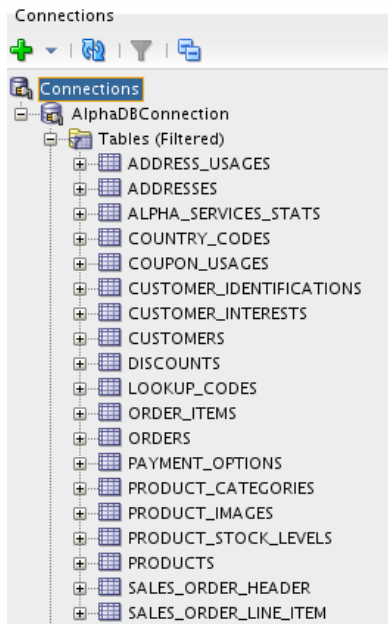 Connections
Connections
AlphaDBConnection
Tables (Filtered)
ADDRESS_USAGES
ADDRESSES
ALPHA_SERVICES_STATS
COUNTRY_CODES
COUPON_USAGES
CUSTOMER_IDENTIFICATIONS
CUSTOMER_INTERESTS
CUSTOMERS
DISCOUNTS
LOOKUP_CODES
ORDER_ITEMS
ORDERS
PAYMENT_OPTIONS
PRODUCT_CATEGORIES
PRODUCT_IMAGES
PRODUCT_STOCK_LEVELS
PRODUCTS
SALES_ORDER_HEADER
SALES_ORDER_LINE_ITEM